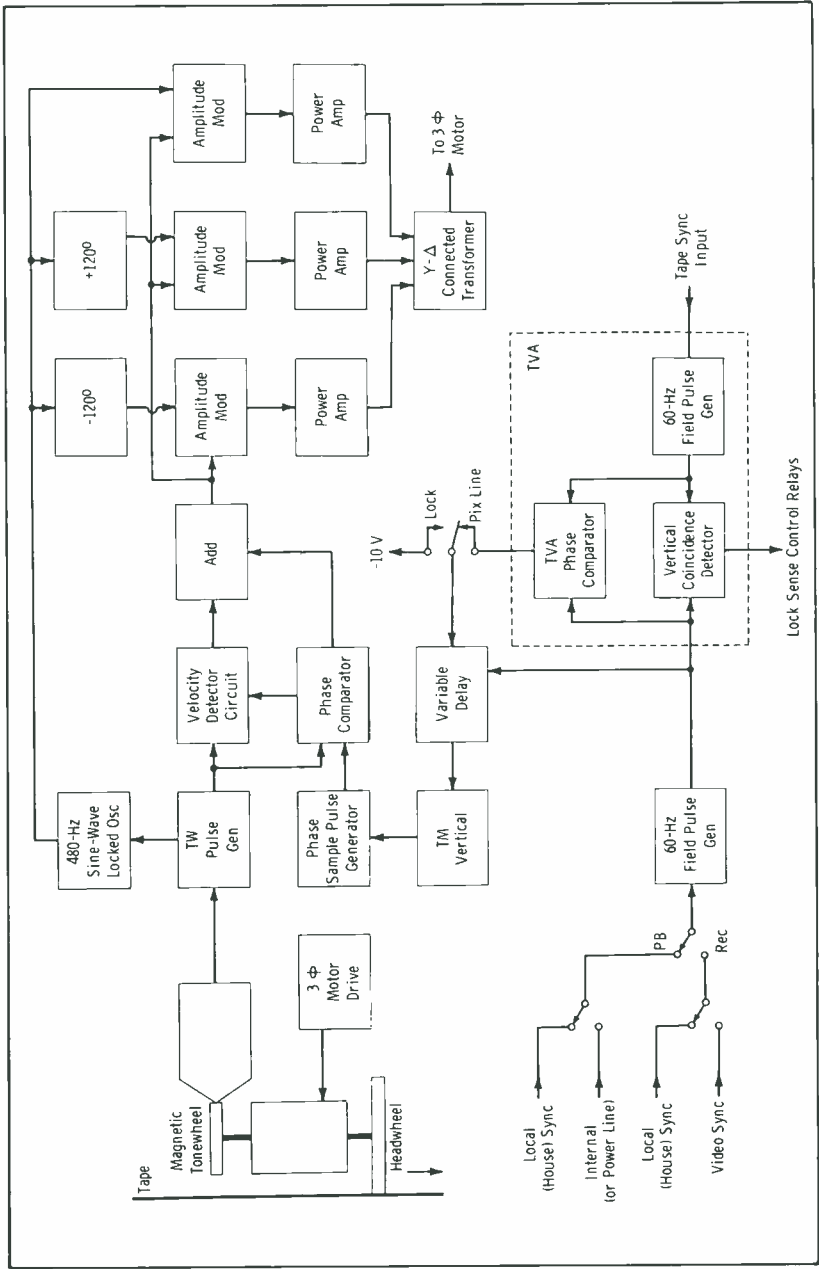 480-Hz
Sine-Wave
Locked Osc
-120°
+120°
Amplitude
Mod
Amplitude
Mod
Amplitude
Mod
Power
Amp
Power
Amp
Power
Amp
Y-Δ
Connected
Transformer
To 3 Φ
Motor
Tape
Magnetic
Tonewheel
Headwheel
3 Φ
Motor
Drive
TW
Pulse
Gen
Velocity
Detector
Circuit
Add
Phase
Sample Pulse
Generator
Phase
Comparator
TM
Vertical
Variable
Delay
-10 V
Lock
Pix Line
TVA
TVA
Phase
Comparator
Vertical
Coincidence
Detector
60-Hz
Field Pulse
Gen
Tape Sync
Input
Lock Sense Control Relays
Local
(House) Sync
Internal
(or Power Line)
Local
(House) Sync
Video Sync
PB
Rec
60-Hz
Field Pulse
Gen